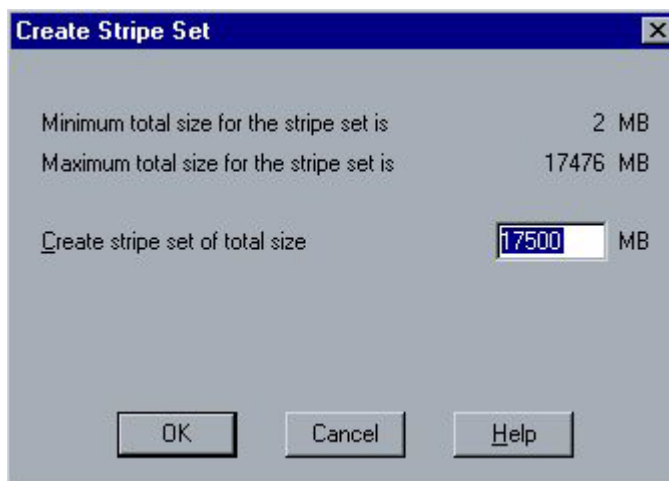 Create Stripe Set
Minimum total size for the stripe set is 2 MB
Maximum total size for the stripe set is 17476 MB
Create stripe set of total size 17500 MB
OK Cancel Help